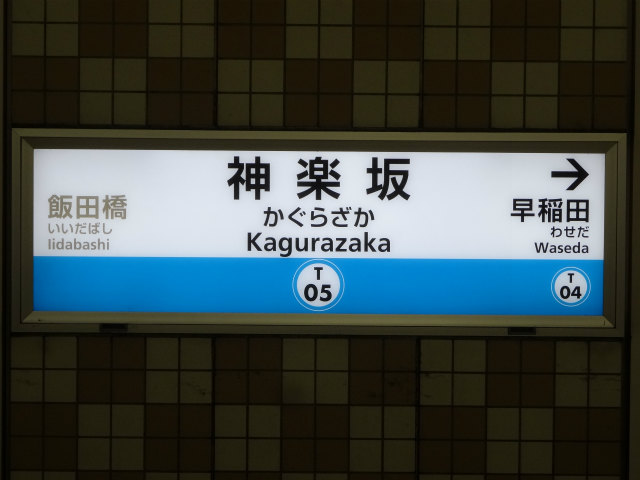 飯田橋
いいだばし
Iidabashi
神楽坂
かぐらざか
Kagurazaka
T
05
→
早稲田
わせだ
Waseda
T
04